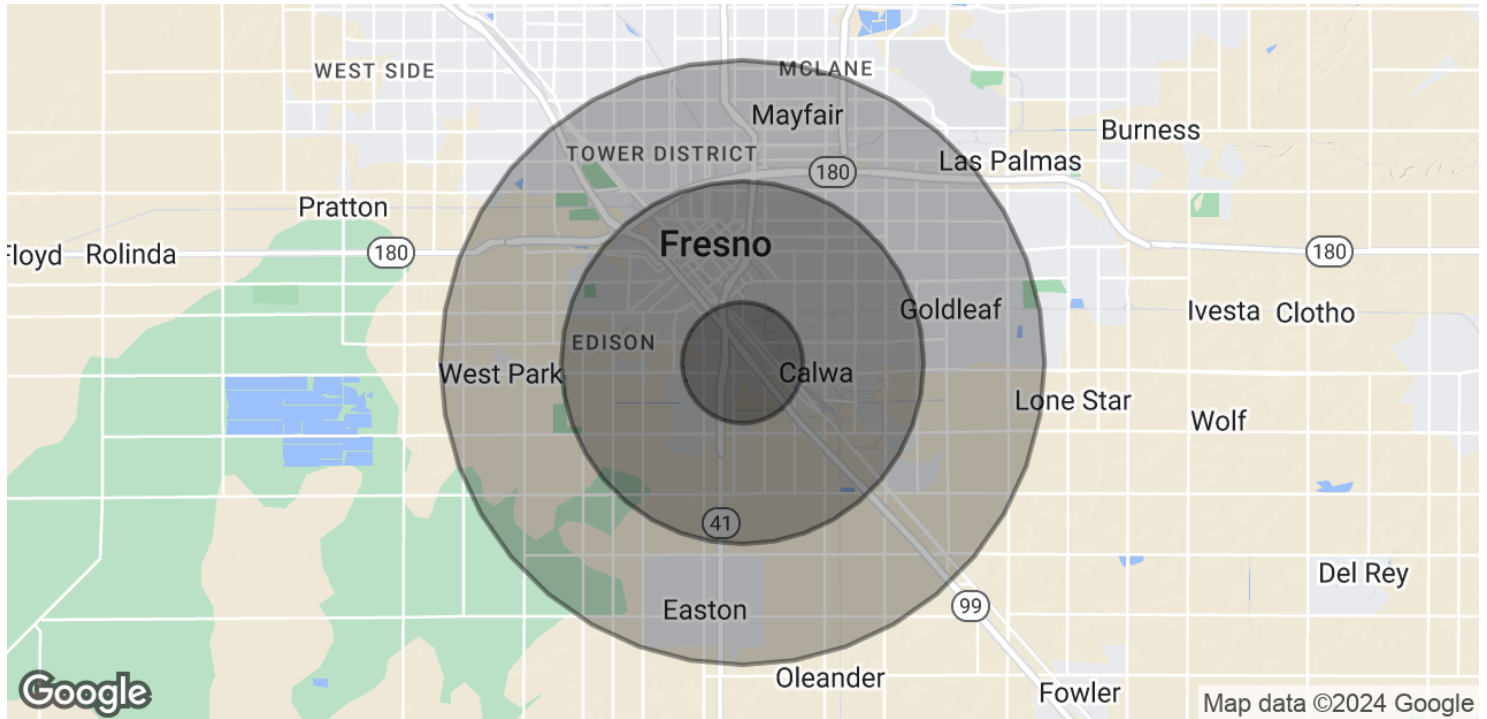 WEST SIDE
MCLANE
Mayfair
Burness
TOWER DISTRICT
Las Palmas
180
Pratton
Fresno
Floyd
Rolinda
180
180
Goldleaf
Ivesta
Clotho
EDISON
West Park
Calwa
Lone Star
Wolf
41
Del Rey
99
Easton
Oleander
Fowler
Google
Map data ©2024 Google